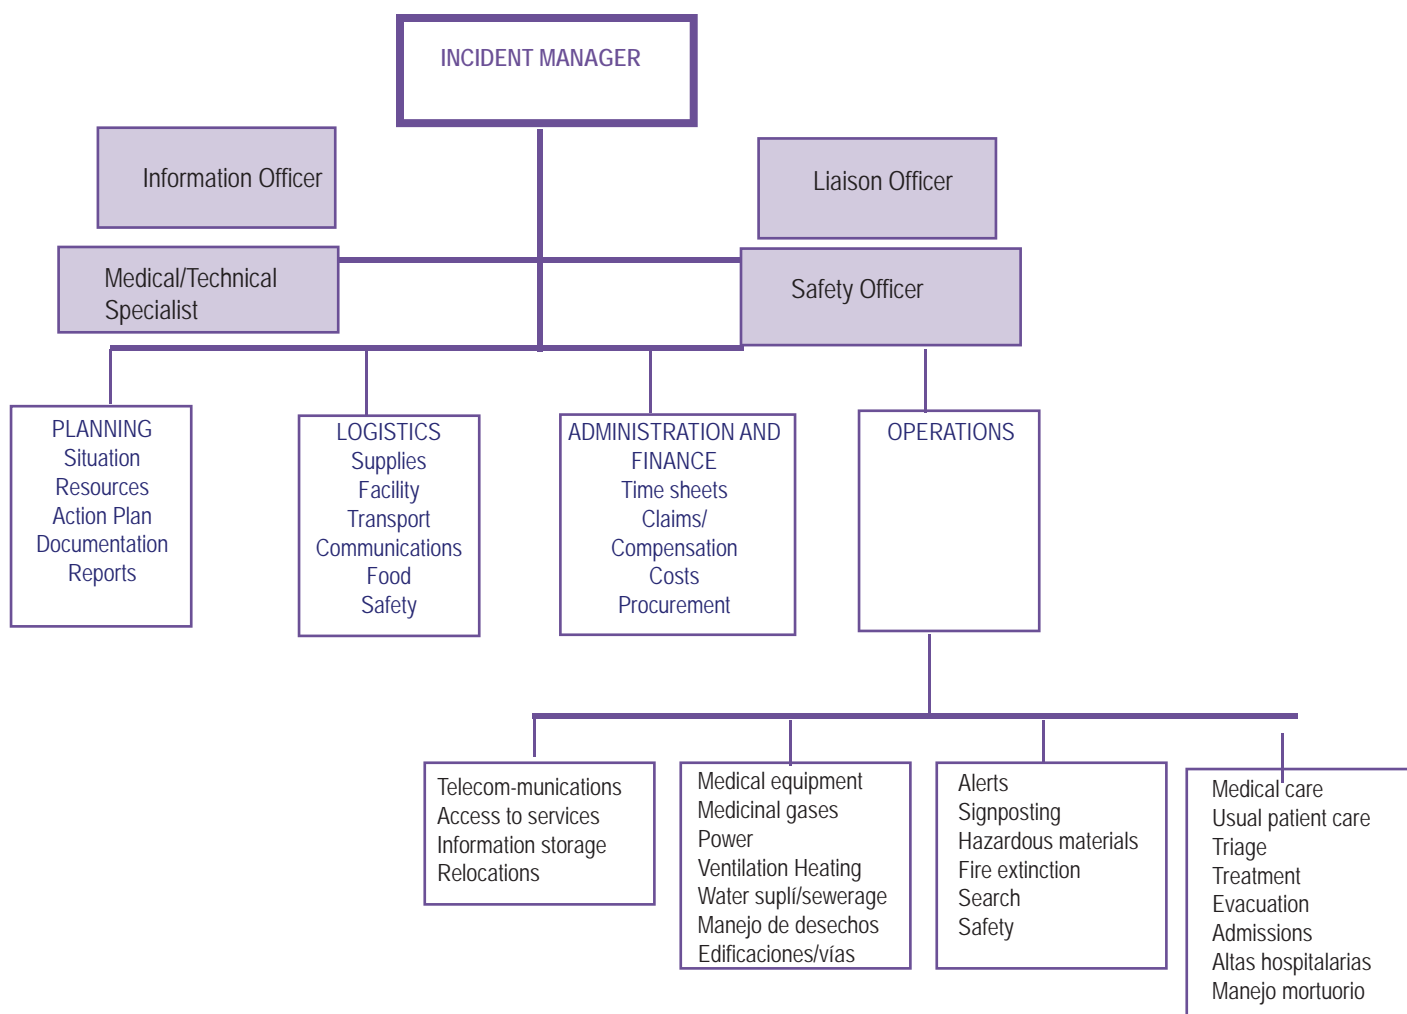 INCIDENT MANAGER
Information Officer
Liaison Officer
Medical/Technical
Specialist
Safety Officer
PLANNING
Situation
Resources
Action Plan
Documentation
Reports
LOGISTICS
Supplies
Facility
Transport
Communications
Food
Safety
ADMINISTRATION AND
FINANCE
Time sheets
Claims/
Compensation
Costs
Procurement
OPERATIONS
Telecom-munications
Access to services
Information storage
Relocations
Medical equipment
Medicinal gases
Power
Ventilation Heating
Water suplí/sewerage
Manejo de desechos
Edificaciones/vías
Alerts
Signposting
Hazardous materials
Fire extinction
Search
Safety
Medical care
Usual patient care
Triage
Treatment
Evacuation
Admissions
Altas hospitalarias
Manejo mortuorio